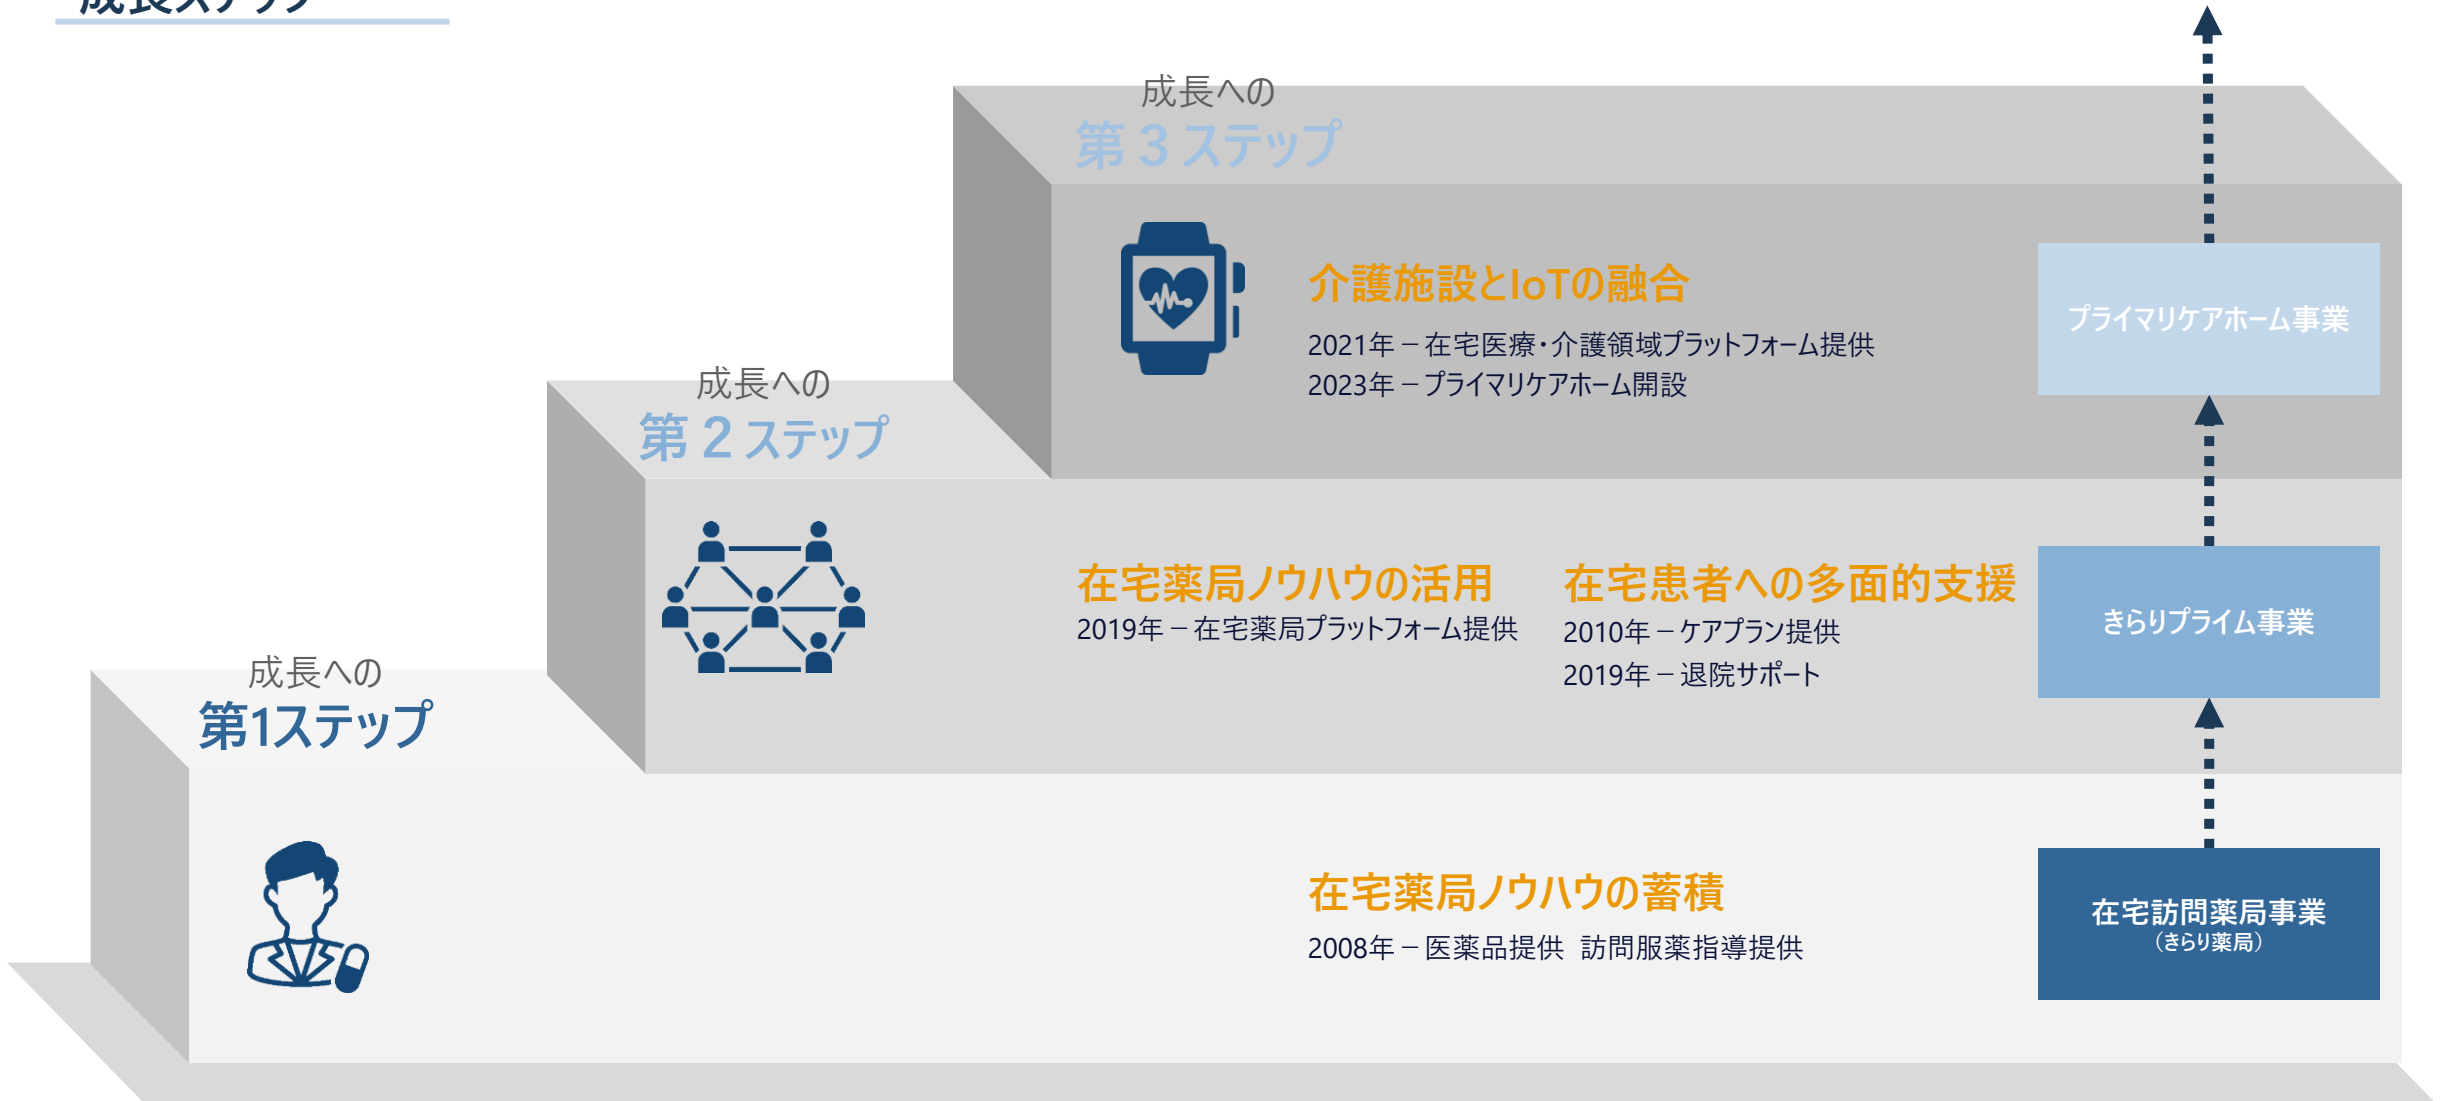 成長ステップ
成長への
第３ステップ
介護施設とIoTの融合
2021年－在宅医療・介護領域プラットフォーム提供
2023年－プライマリケアホーム開設
プライマリケアホーム事業
成長への
第２ステップ
在宅薬局ノウハウの活用
2019年－在宅薬局プラットフォーム提供
在宅患者への多面的支援
2010年－ケアプラン提供
2019年－退院サポート
きらりプライム事業
成長への
第1ステップ
在宅薬局ノウハウの蓄積
2008年－医薬品提供 訪問服薬指導提供
在宅訪問薬局事業
（きらり薬局）